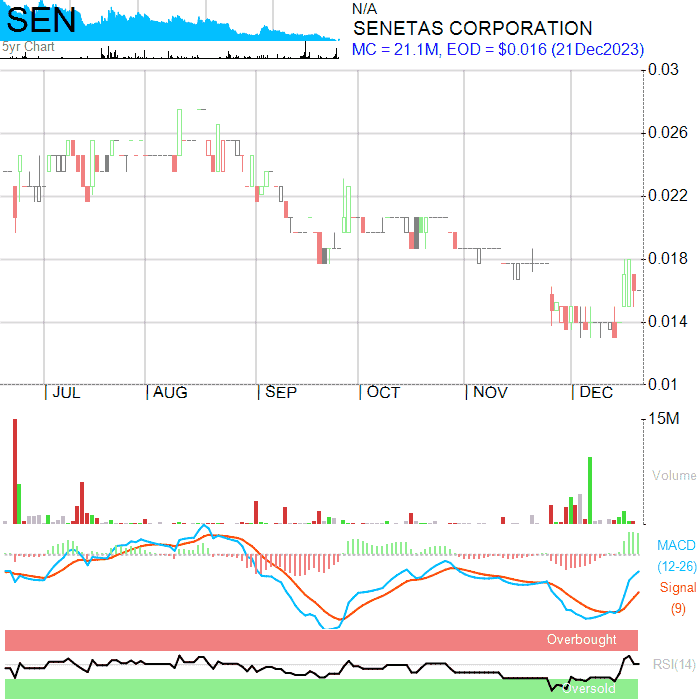 SEN
5yr Chart
N/A
SENETAS CORPORATION
MC = 21.1M, EOD = $0.016 (21Dec2023)
0.03
0.026
0.022
0.018
0.014
0.01
JUL AUG SEP OCT NOV DEC
15M
Volume
MACD
(12-26)
Signal
(9)
Overbought
RSI(14)
Oversold